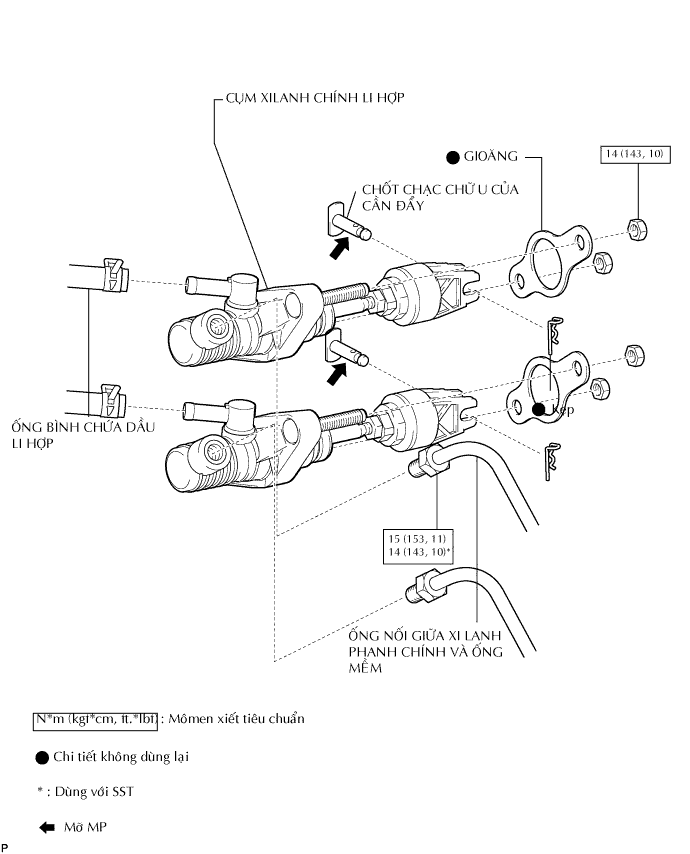 CỤM XILANH CHÍNH LI HỢP
GIOĂNG
14 (143, 10)
CHỐT CHẠC CHỮ U CỦA
CẦN ĐẨY
Kẹp
ỐNG BÌNH CHỨA DẦU
LI HỢP
15 (153, 11)
14 (143, 10)*
ỐNG NỐI GIỮA XI LANH
PHANH CHÍNH VÀ ỐNG
MỀM
N*m (kgf*cm, ft.*lbf) : Mômen xiết tiêu chuẩn
Chi tiết không dùng lại
* : Dùng với SST
Mỡ MP
P